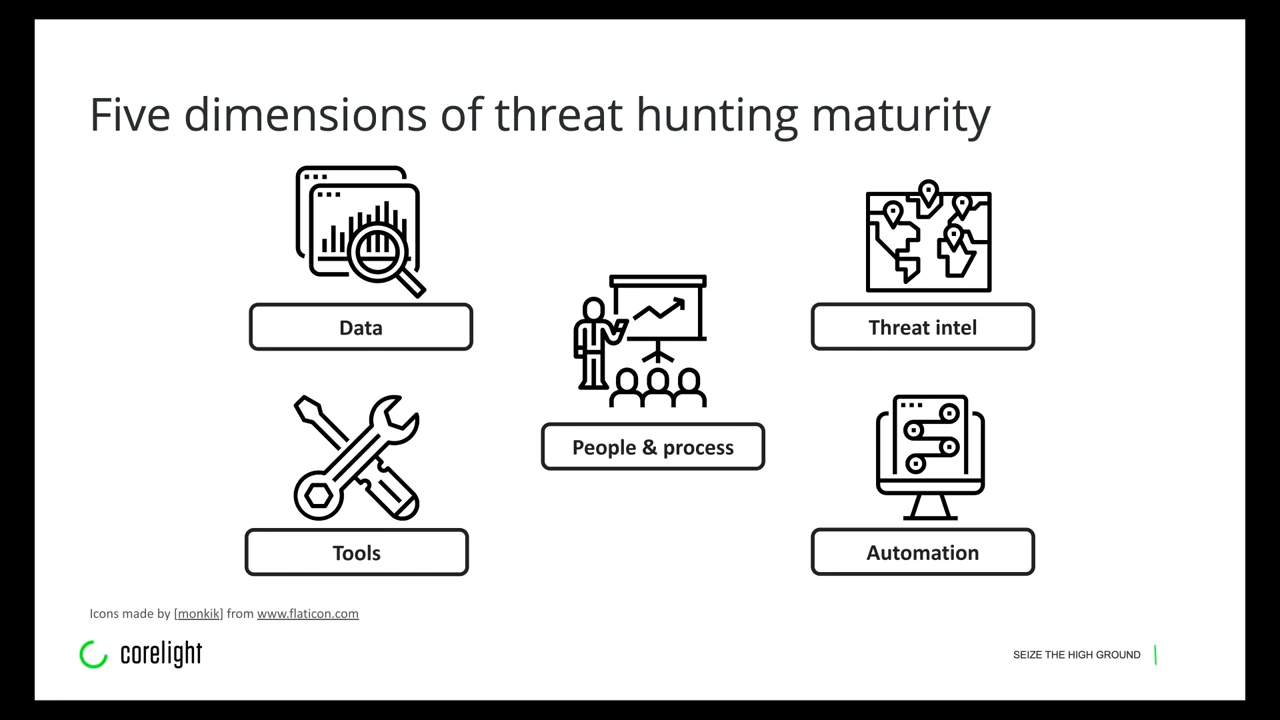 Five dimensions of threat hunting maturity
Data
Threat intel
People & process
Tools
Automation
Icons made by [monkik] from www.flaticon.com
corelight
SEIZE THE HIGH GROUND